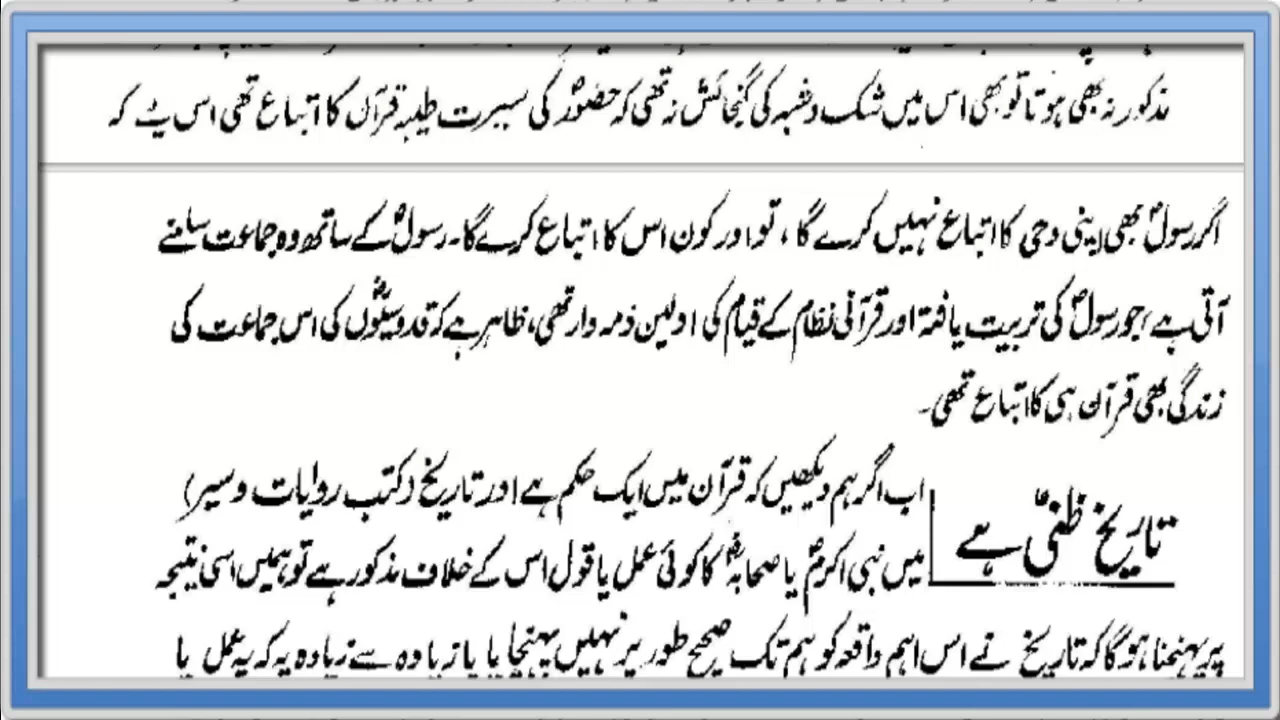 مذکور نہ بھی ہوتا تو بھی اس میں شک و شبہ کی گنجائش نہ تھی کہ حضورؐ کی سیرت طیبہ قرآن کا اتباع تھی اس لئے کہ
اگر رسولؐ بھی اپنی وحی کا اتباع نہیں کرے گا، تو اور کون اس کا اتباع کرے گا۔ رسولؐ کے ساتھ وہ جماعت سامنے
آتی ہے، جو رسولؐ کی تربیت یافتہ اور قرآنی نظام کے قیام کی اولین ذمہ دار تھی، ظاہر ہے کہ قدوسیوںؓ کی اس جماعت کی
زندگی بھی قرآن ہی کا اتباع تھی۔
تاریخ ظنّی ہے
اب اگر ہم دیکھیں کہ قرآن میں ایک حکم ہے اور تاریخ (کتب روایات و سیر)
میں نبی اکرمؐ یا صحابہؓ کا کوئی عمل یا قول اس کے خلاف مذکور ہے تو ہمیں اسی نتیجہ
پر پہنچنا ہوگا کہ تاریخ نے اس اہم واقعہ کو ہم تک صحیح طور پر نہیں پہنچایا یا زیادہ سے زیادہ یہ کہ یہ عمل یا